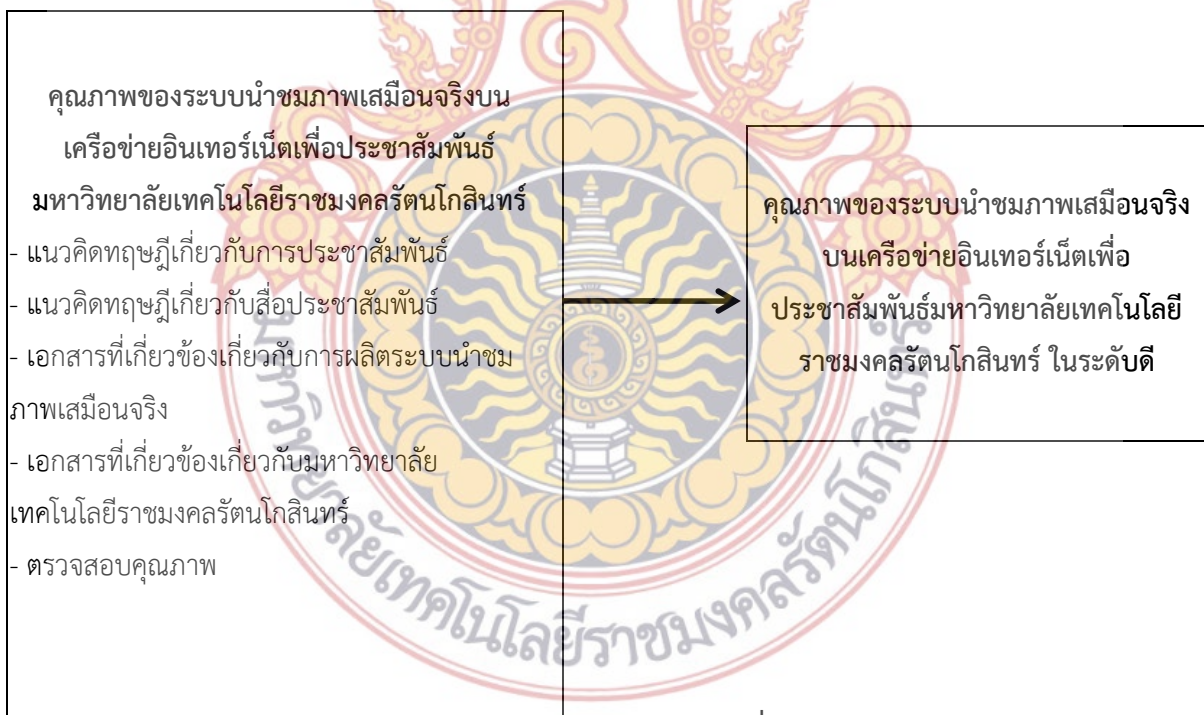 คุณภาพของระบบนำชมภาพเสมือนจริงบน
เครือข่ายอินเทอร์เน็ตเพื่อประชาสัมพันธ์
มหาวิทยาลัยเทคโนโลยีราชมงคลรัตนโกสินทร์
- แนวคิดทฤษฎีเกี่ยวกับการประชาสัมพันธ์
- แนวคิดทฤษฎีเกี่ยวกับสื่อประชาสัมพันธ์
- เอกสารที่เกี่ยวข้องเกี่ยวกับการผลิตระบบนำชม
ภาพเสมือนจริง
- เอกสารที่เกี่ยวข้องเกี่ยวกับมหาวิทยาลัย
เทคโนโลยีราชมงคลรัตนโกสินทร์
- ตรวจสอบคุณภาพ
คุณภาพของระบบนำชมภาพเสมือนจริง
บนเครือข่ายอินเทอร์เน็ตเพื่อ
ประชาสัมพันธ์มหาวิทยาลัยเทคโนโลยี
ราชมงคลรัตนโกสินทร์ ในระดับดี
มหาวิทยาลัยเทคโนโลยีราชมงคลรัตนโกสินทร์